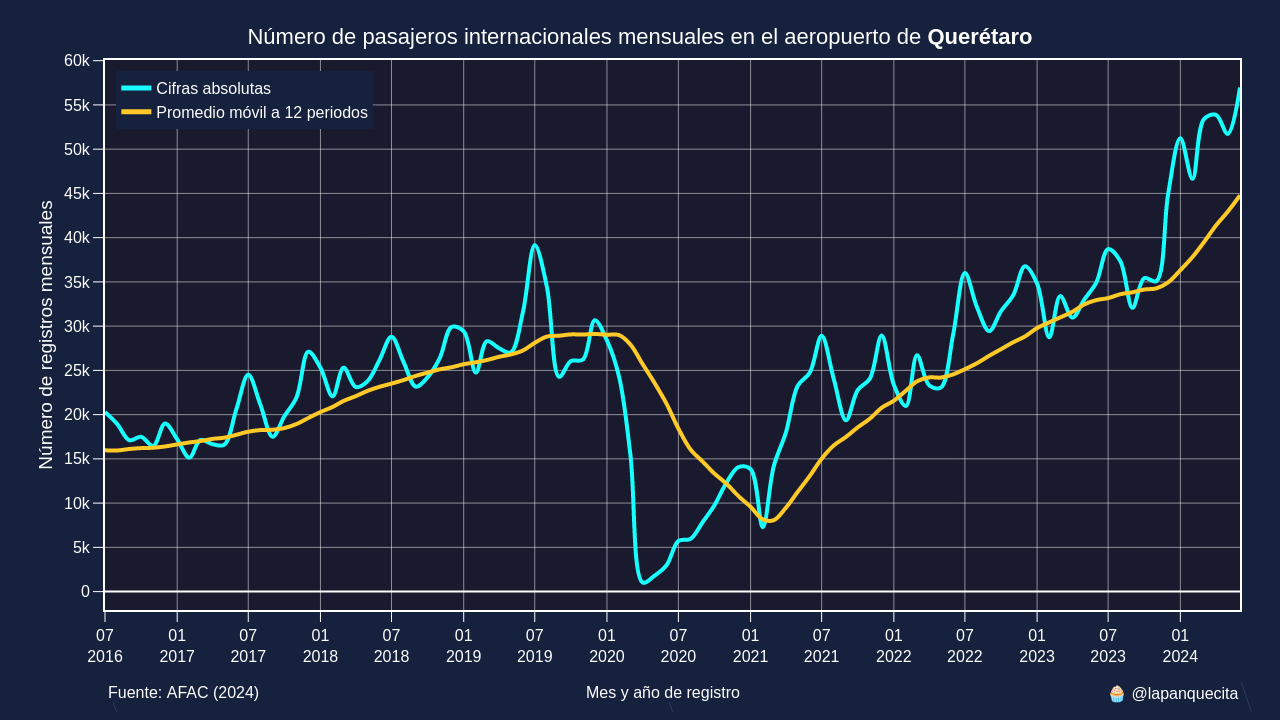 Número de pasajeros internacionales mensuales en el aeropuerto de Querétaro
Cifras absolutas
Promedio móvil a 12 periodos
Número de registros mensuales
60k
55k
50k
45k
40k
35k
30k
25k
20k
15k
10k
5k
0
07 01 07 01 07 01 07 01 07 01 07 01 07 01 07 01
2016 2017 2017 2018 2018 2019 2019 2020 2020 2021 2021 2022 2022 2023 2023 2024
Fuente: AFAC (2024)
Mes y año de registro
🧁 @lapanquecita